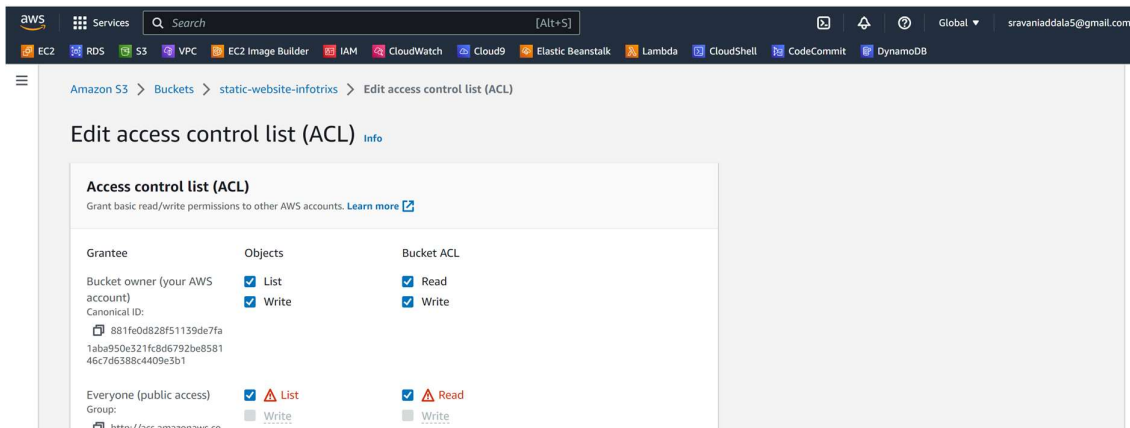 aws Services Search [Alt+S] Global ▼ sravaniaddala5@gmail.com
EC2 RDS S3 VPC EC2 Image Builder IAM CloudWatch Cloud9 Elastic Beanstalk Lambda CloudShell CodeCommit DynamoDB
Amazon S3 > Buckets > static-website-infotrixs > Edit access control list (ACL)
Edit access control list (ACL) Info
Access control list (ACL)
Grant basic read/write permissions to other AWS accounts. Learn more
Grantee Objects Bucket ACL
Bucket owner (your AWS List Read
account) Write Write
Canonical ID:
881fe0d828f51139de7fa
1aba950e321fc8d6792be8581
46c7d6388c4409e3b1
Everyone (public access) List Read
Group: Write Write
http://acs.amazonaws.co